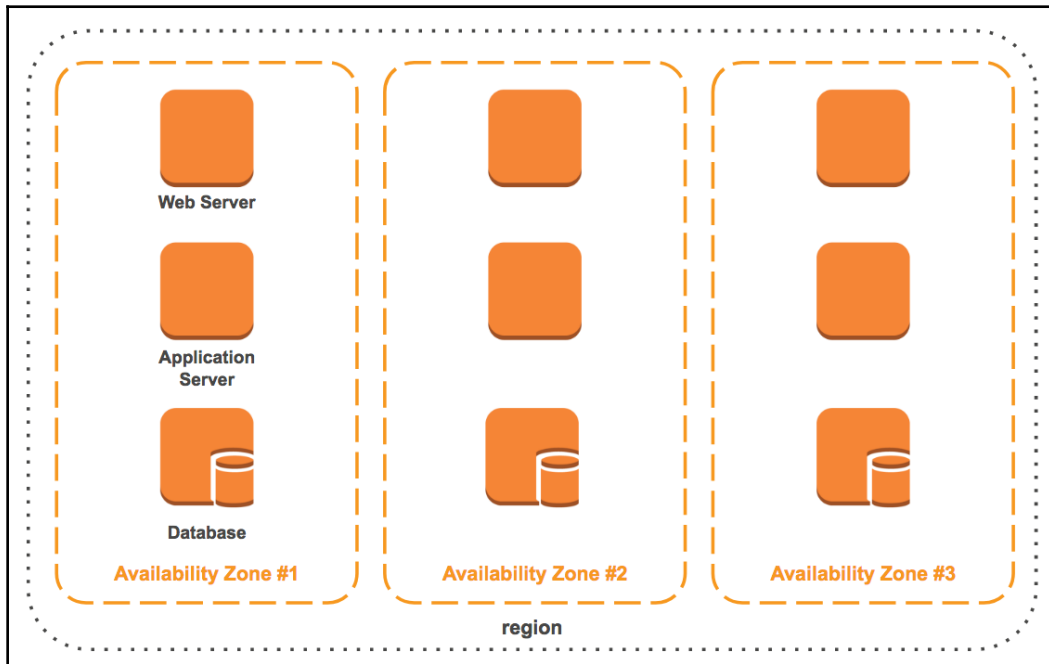 Web Server
Application
Server
Database
Availability Zone #1
Availability Zone #2
Availability Zone #3
region